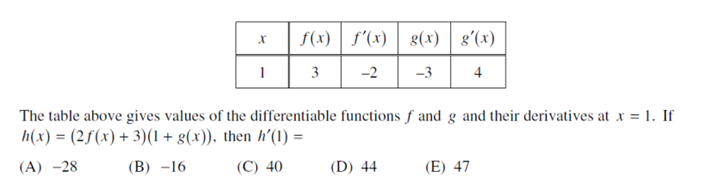 x f(x) f′(x) g(x) g′(x)
1 3 −2 −3 4
The table above gives values of the differentiable functions f and g and their derivatives at x = 1. If
h(x) = (2f(x) + 3)(1 + g(x)), then h′(1) =
(A) −28 (B) −16 (C) 40 (D) 44 (E) 47